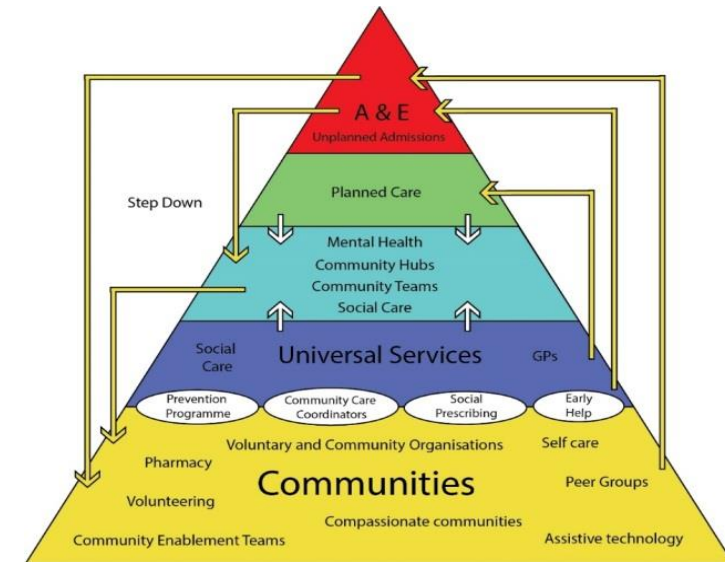 A & E
Unplanned Admissions
Planned Care
Step Down
Mental Health
Community Hubs
Community Teams
Social Care
Social
Care
Universal Services
GPs
Prevention
Programme
Community Care
Coordinators
Social
Prescribing
Early
Help
Voluntary and Community Organisations
Self care
Pharmacy
Communities
Peer Groups
Volunteering
Compassionate communities
Community Enablement Teams
Assistive technology